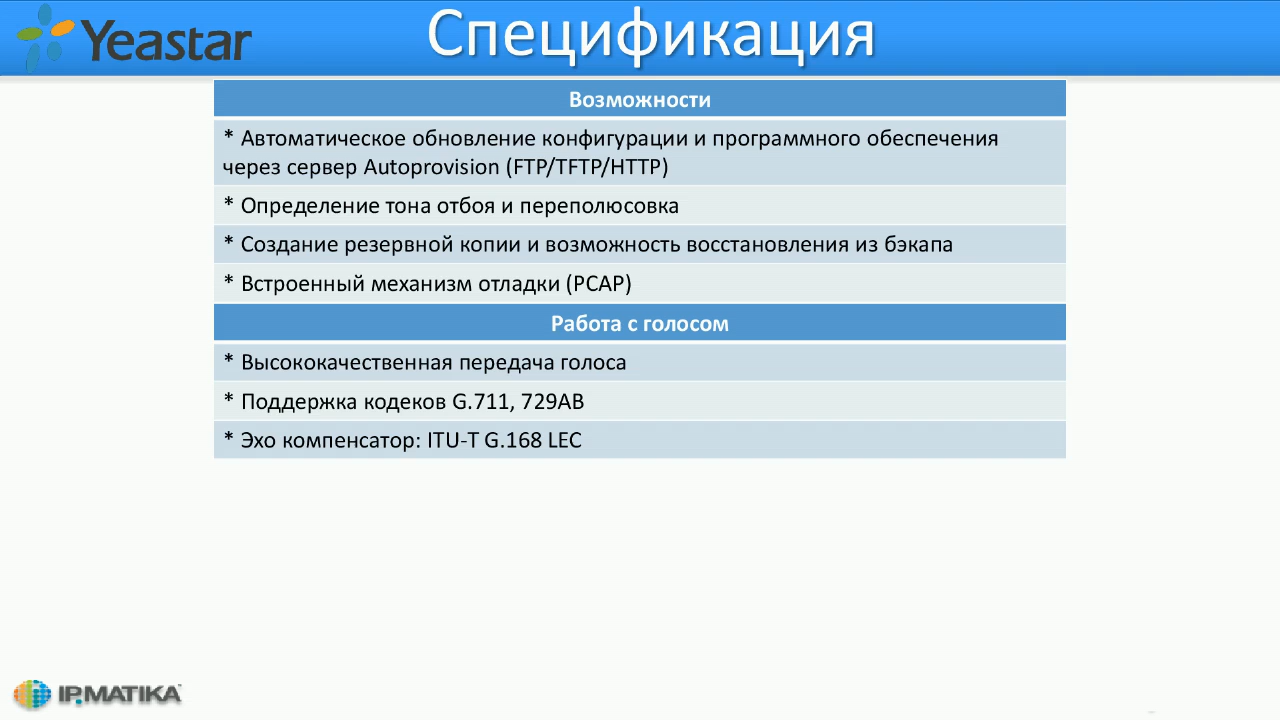 Yeastar
Спецификация
Возможности
* Автоматическое обновление конфигурации и программного обеспечения
через сервер Autoprovision (FTP/TFTP/HTTP)
* Определение тона отбоя и переполюсовка
* Создание резервной копии и возможность восстановления из бэкапа
* Встроенный механизм отладки (PCAP)
Работа с голосом
* Высококачественная передача голоса
* Поддержка кодеков G.711, 729AB
* Эхо компенсатор: ITU-T G.168 LEC
IPMATIKA